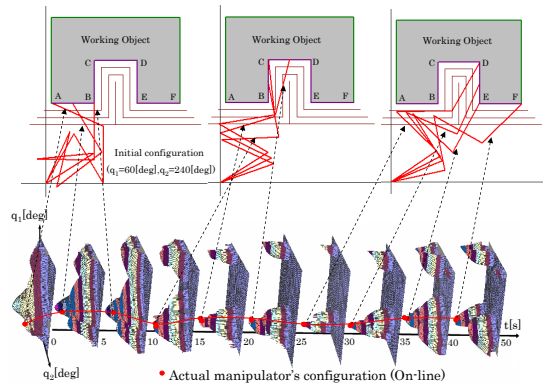 Working Object
C D
A B E F
Initial configuration
(q1=60[deg],q2=240[deg])
Working Object
C D
A B E F
Working Object
C D
A B E F
q1[deg]
0 5 10 15 20 25 30 35 40 45 50
t[s]
q2[deg]
Actual manipulator's configuration (On-line)